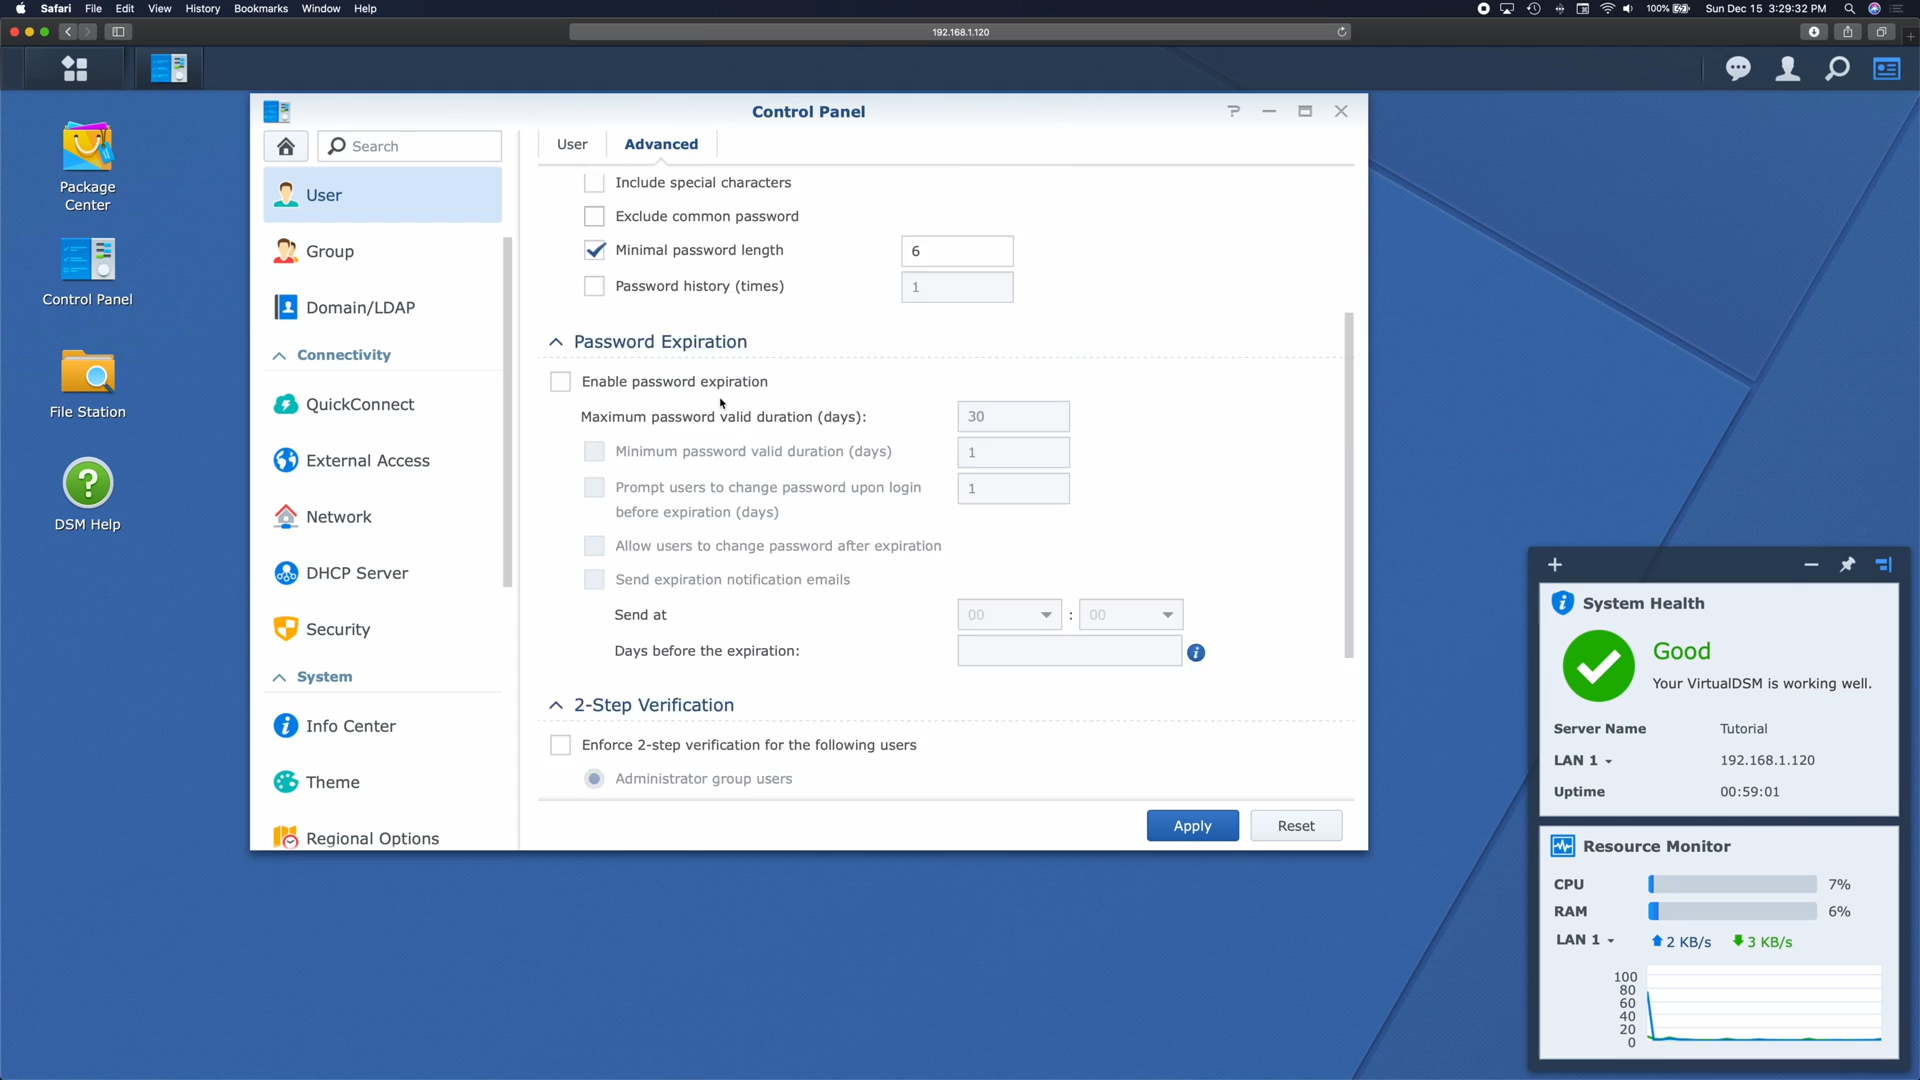 Safari File Edit View History Bookmarks Window Help
100% Sun Dec 15 3:29:32 PM
192.168.1.120
Package
Center
Control Panel
File Station
DSM Help
Control Panel
Search
User
Group
Domain/LDAP
Connectivity
QuickConnect
External Access
Network
DHCP Server
Security
System
Info Center
Theme
Regional Options
User Advanced
Include special characters
Exclude common password
Minimal password length 6
Password history (times) 1
Password Expiration
Enable password expiration
Maximum password valid duration (days): 30
Minimum password valid duration (days) 1
Prompt users to change password upon login 1
before expiration (days)
Allow users to change password after expiration
Send expiration notification emails
Send at 00 : 00
Days before the expiration:
2-Step Verification
Enforce 2-step verification for the following users
Administrator group users
Apply Reset
System Health
Good
Your VirtualDSM is working well.
Server Name Tutorial
LAN 1 192.168.1.120
Uptime 00:59:01
Resource Monitor
CPU 7%
RAM 6%
LAN 1 2 KB/s 3 KB/s
100
80
60
40
20
0